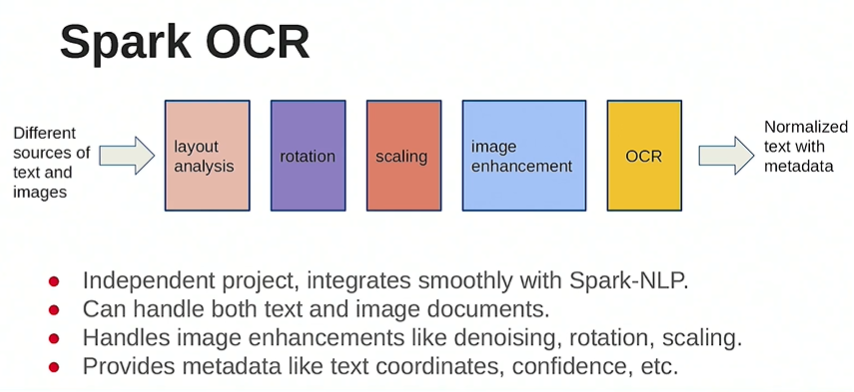 Spark OCR
Different
sources of
text and
images
layout
analysis
rotation
scaling
image
enhancement
OCR
Normalized
text with
metadata
Independent project, integrates smoothly with Spark-NLP.
Can handle both text and image documents.
Handles image enhancements like denoising, rotation, scaling.
Provides metadata like text coordinates, confidence, etc.